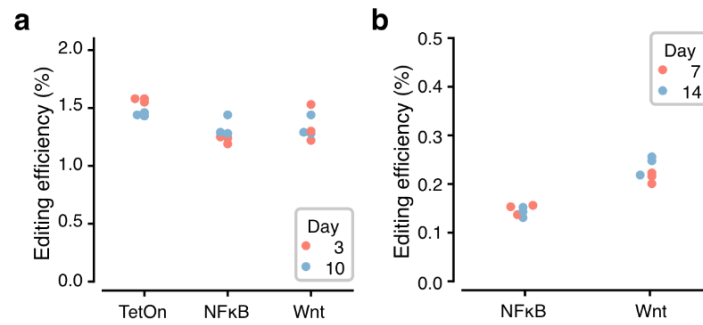 a
Editing efficiency (%)
2.0
1.5
1.0
0.5
0.0
TetOn NFκB Wnt
Day
3
10
b
Editing efficiency (%)
0.5
0.4
0.3
0.2
0.1
0.0
NFκB Wnt
Day
7
14